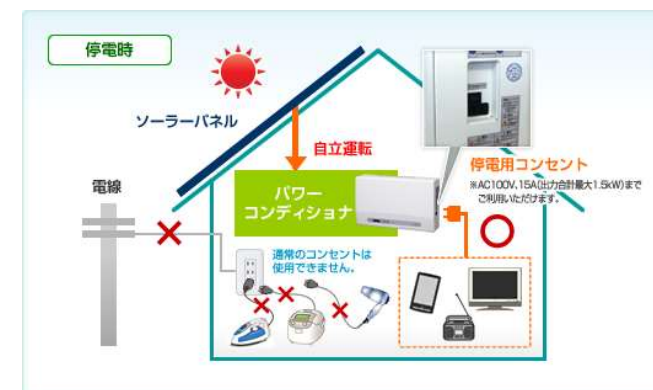 停電時
ソーラーパネル
自立運転
停電用コンセント
※AC100V、15A(出力合計最大1.5kW)まで
ご利用いただけます。
電線
パワー
コンディショナ
通常のコンセントは
使用できません。